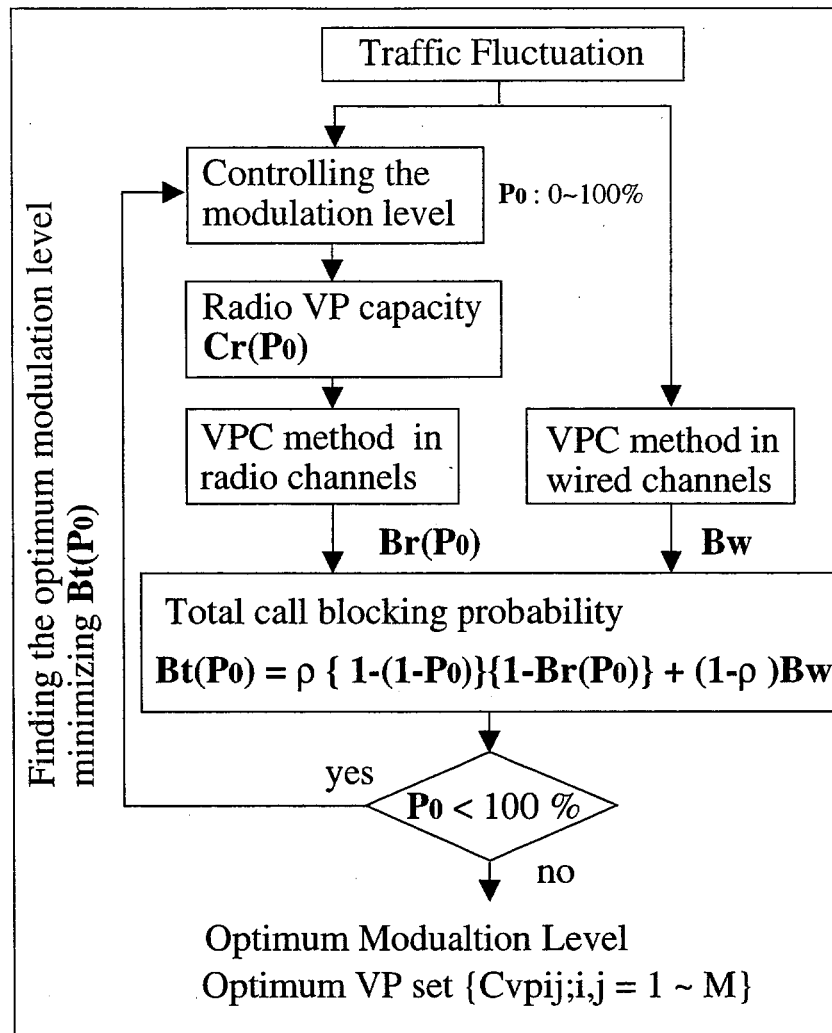 Traffic Fluctuation
Controlling the
modulation level
P0 : 0~100%
Radio VP capacity
Cr(P0)
VPC method in
radio channels
VPC method in
wired channels
Br(P0)
Bw
Total call blocking probability
Bt(P0) = ρ { 1-(1-P0)}{1-Br(P0)} + (1-ρ )Bw
Finding the optimum modulation level
minimizing Bt(P0)
yes
P0 < 100 %
no
Optimum Modualtion Level
Optimum VP set {Cvpij;i,j = 1 ~ M}